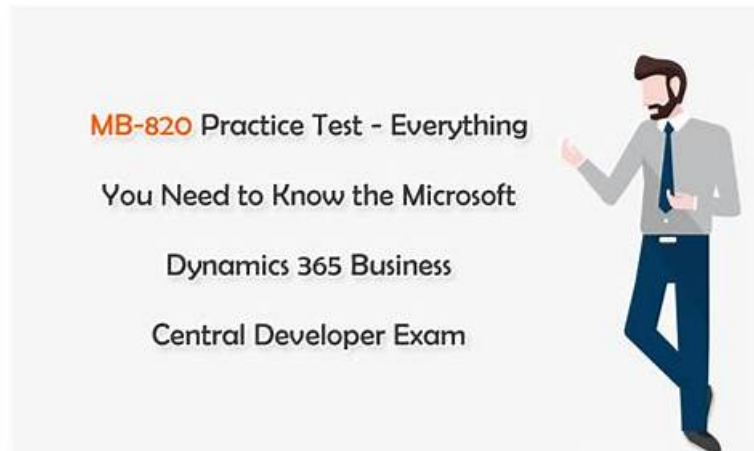 MB-820 Practice Test - Everything
You Need to Know the Microsoft
Dynamics 365 Business
Central Developer Exam